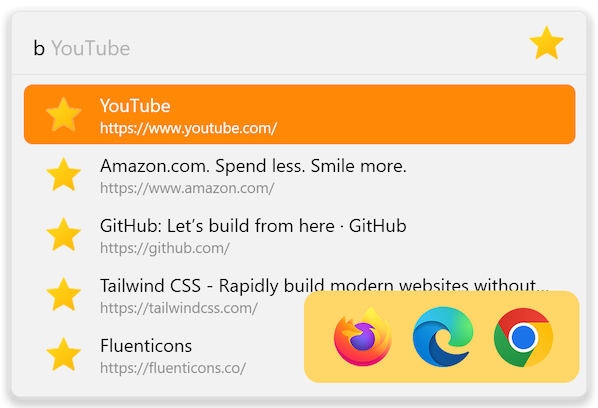 b YouTube
YouTube
https://www.youtube.com/
Amazon.com. Spend less. Smile more.
https://www.amazon.com/
GitHub: Let’s build from here · GitHub
https://github.com/
Tailwind CSS - Rapidly build modern websites without...
https://tailwindcss.com/
Fluenticons
https://fluenticons.co/